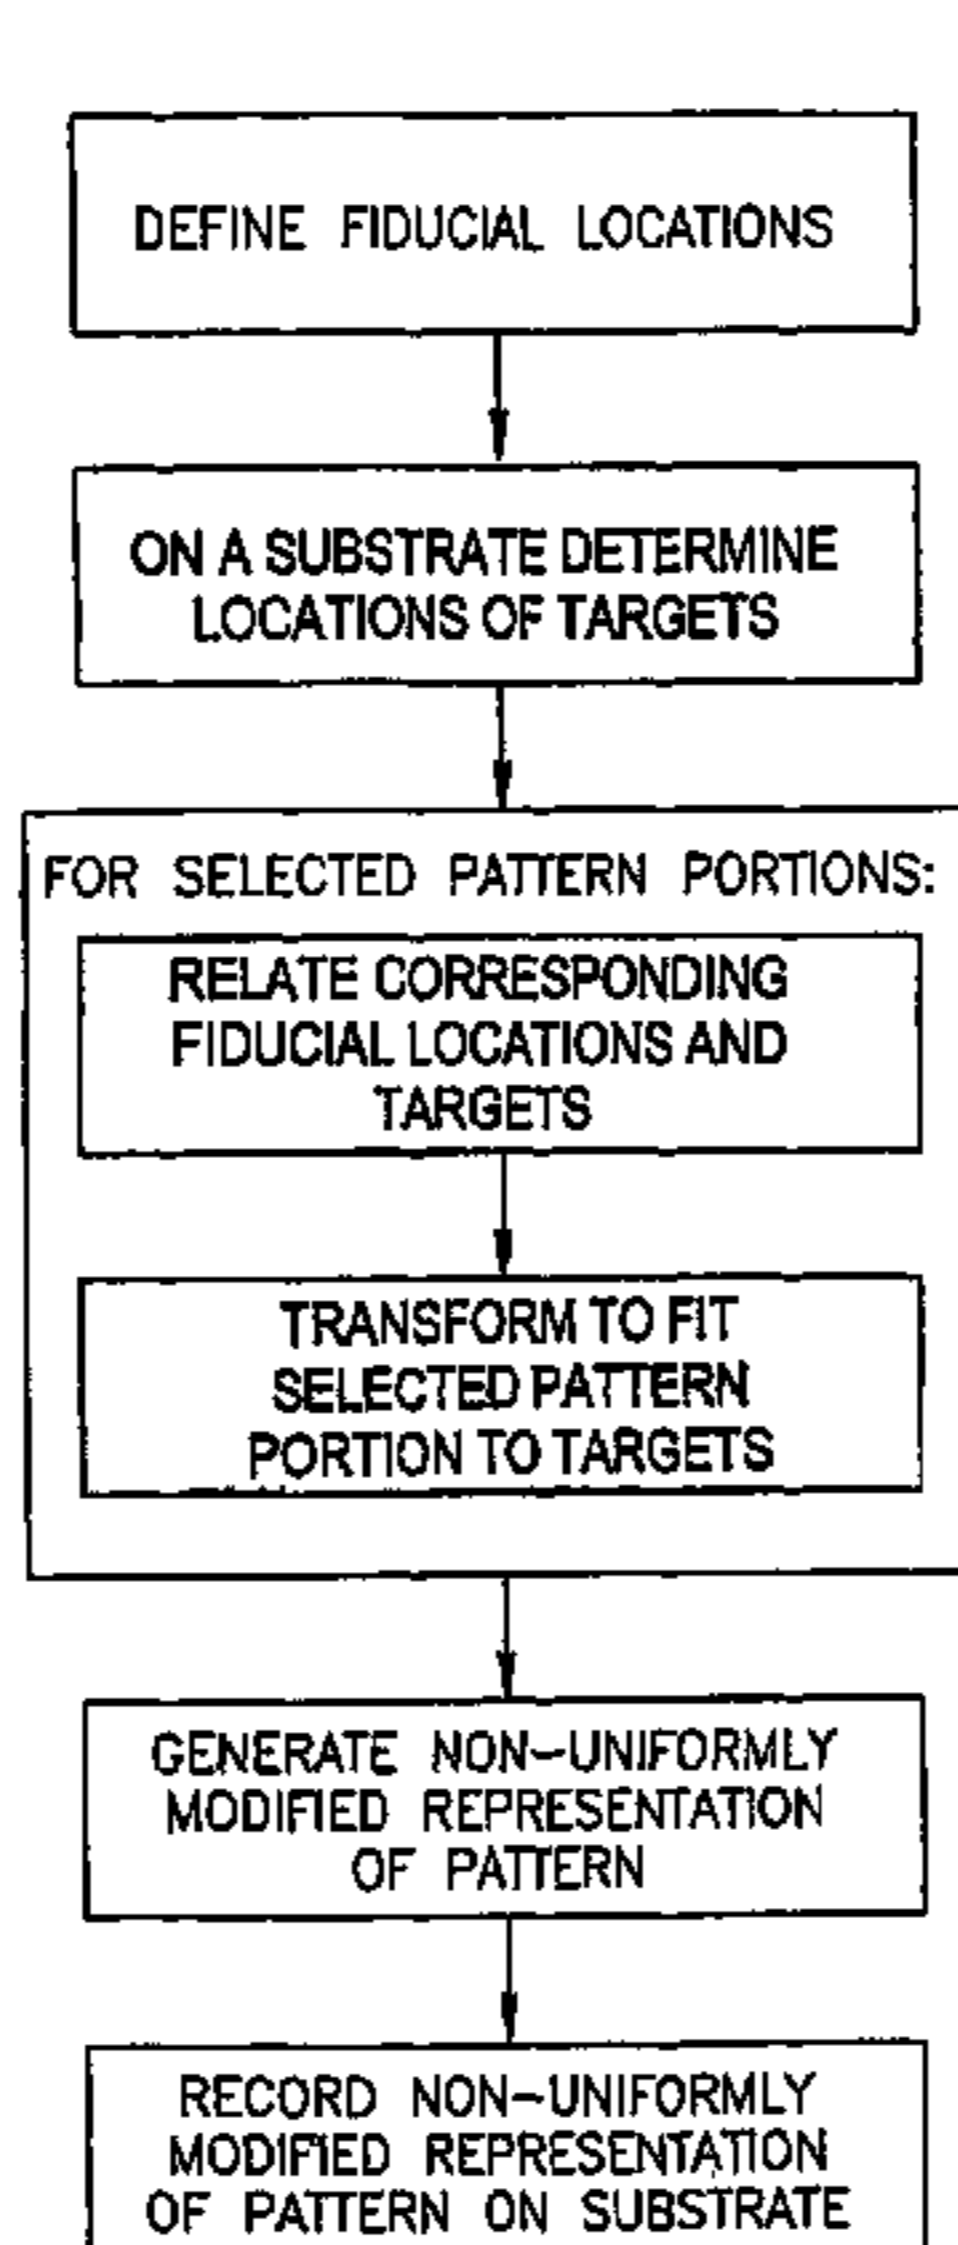 DEFINE FIDUCIAL LOCATIONS
ON A SUBSTRATE DETERMINE
LOCATIONS OF TARGETS
FOR SELECTED PATTERN PORTIONS:
RELATE CORRESPONDING
FIDUCIAL LOCATIONS AND
TARGETS
TRANSFORM TO FIT
SELECTED PATTERN
PORTION TO TARGETS
GENERATE NON-UNIFORMLY
MODIFIED REPRESENTATION
OF PATTERN
RECORD NON-UNIFORMLY
MODIFIED REPRESENTATION
OF PATTERN ON SUBSTRATE